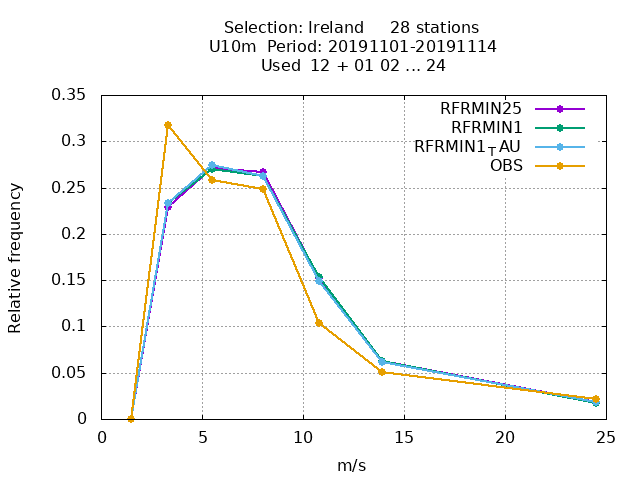 Selection: Ireland 28 stations
U10m Period: 20191101-20191114
Used 12 + 01 02 ... 24
0.35
0.3
0.25
0.2
0.15
0.1
0.05
0
Relative frequency
RFRMIN25
RFRMIN1
RFRMIN1TAU
OBS
0 5 10 15 20 25
m/s